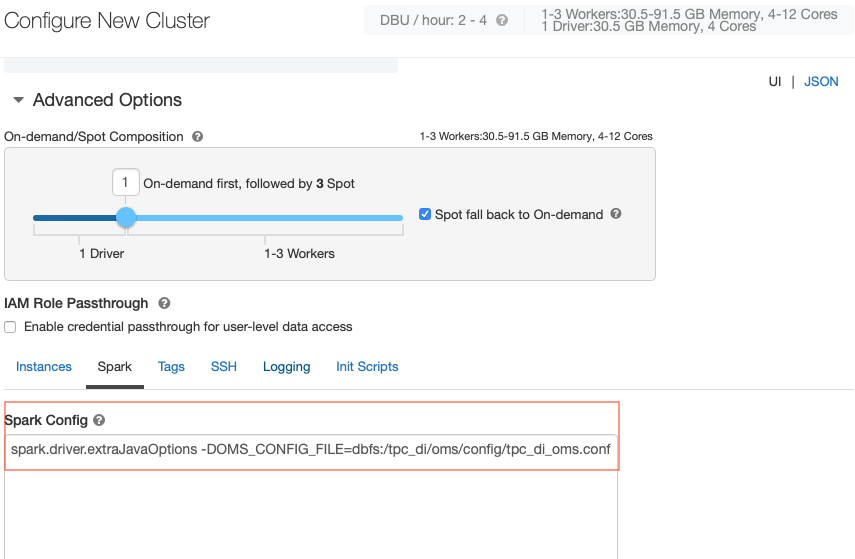 Configure New Cluster
DBU / hour: 2 - 4 ?
1-3 Workers:30.5-91.5 GB Memory, 4-12 Cores
1 Driver:30.5 GB Memory, 4 Cores
UI | JSON
Advanced Options
On-demand/Spot Composition ?
1-3 Workers:30.5-91.5 GB Memory, 4-12 Cores
1 On-demand first, followed by 3 Spot
Spot fall back to On-demand ?
1 Driver
1-3 Workers
IAM Role Passthrough ?
Enable credential passthrough for user-level data access
Instances Spark Tags SSH Logging Init Scripts
Spark Config ?
spark.driver.extraJavaOptions -DOMS_CONFIG_FILE=dbfs:/tpc_di/oms/config/tpc_di_oms.conf